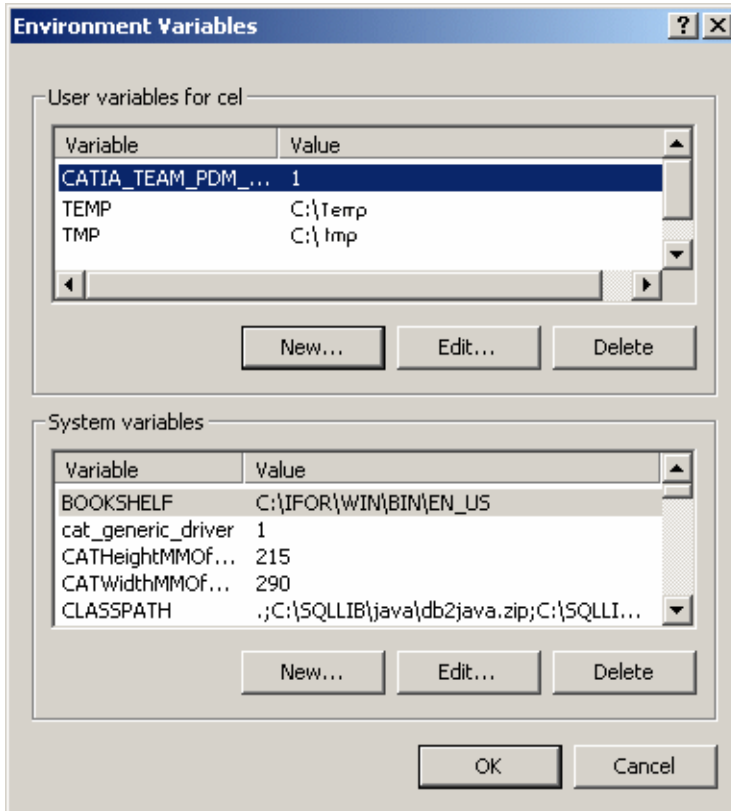 Environment Variables
User variables for cel
Variable Value
CATIA_TEAM_PDM_... 1
TEMP C:\Temp
TMP C:\tmp
New... Edit... Delete
System variables
Variable Value
BOOKSHELF C:\IFOR\WIN\BIN\EN_US
cat_generic_driver 1
CATHeightMMOf... 215
CATWidthMMOf... 290
CLASSPATH .;C:\SQLLIB\java\db2java.zip;C:\SQLLI...
New... Edit... Delete
OK Cancel